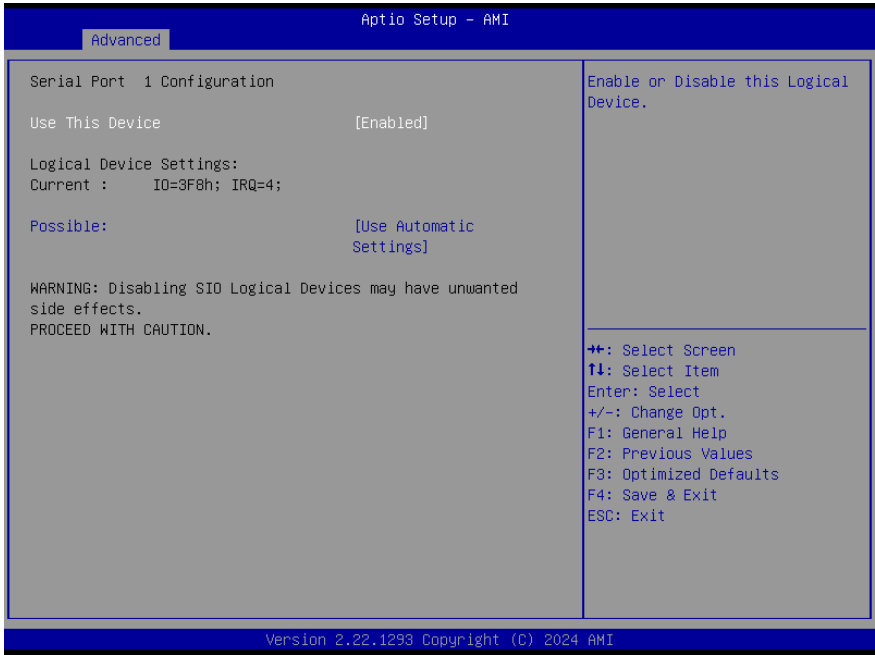 Aptio Setup – AMI
Advanced
Serial Port 1 Configuration
Use This Device [Enabled]
Logical Device Settings:
Current : IO=3F8h; IRQ=4;
Possible: [Use Automatic
Settings]
WARNING: Disabling SIO Logical Devices may have unwanted
side effects.
PROCEED WITH CAUTION.
Enable or Disable this Logical
Device.
→←: Select Screen
↑↓: Select Item
Enter: Select
+/-: Change Opt.
F1: General Help
F2: Previous Values
F3: Optimized Defaults
F4: Save & Exit
ESC: Exit
Version 2.22.1293 Copyright (C) 2024 AMI